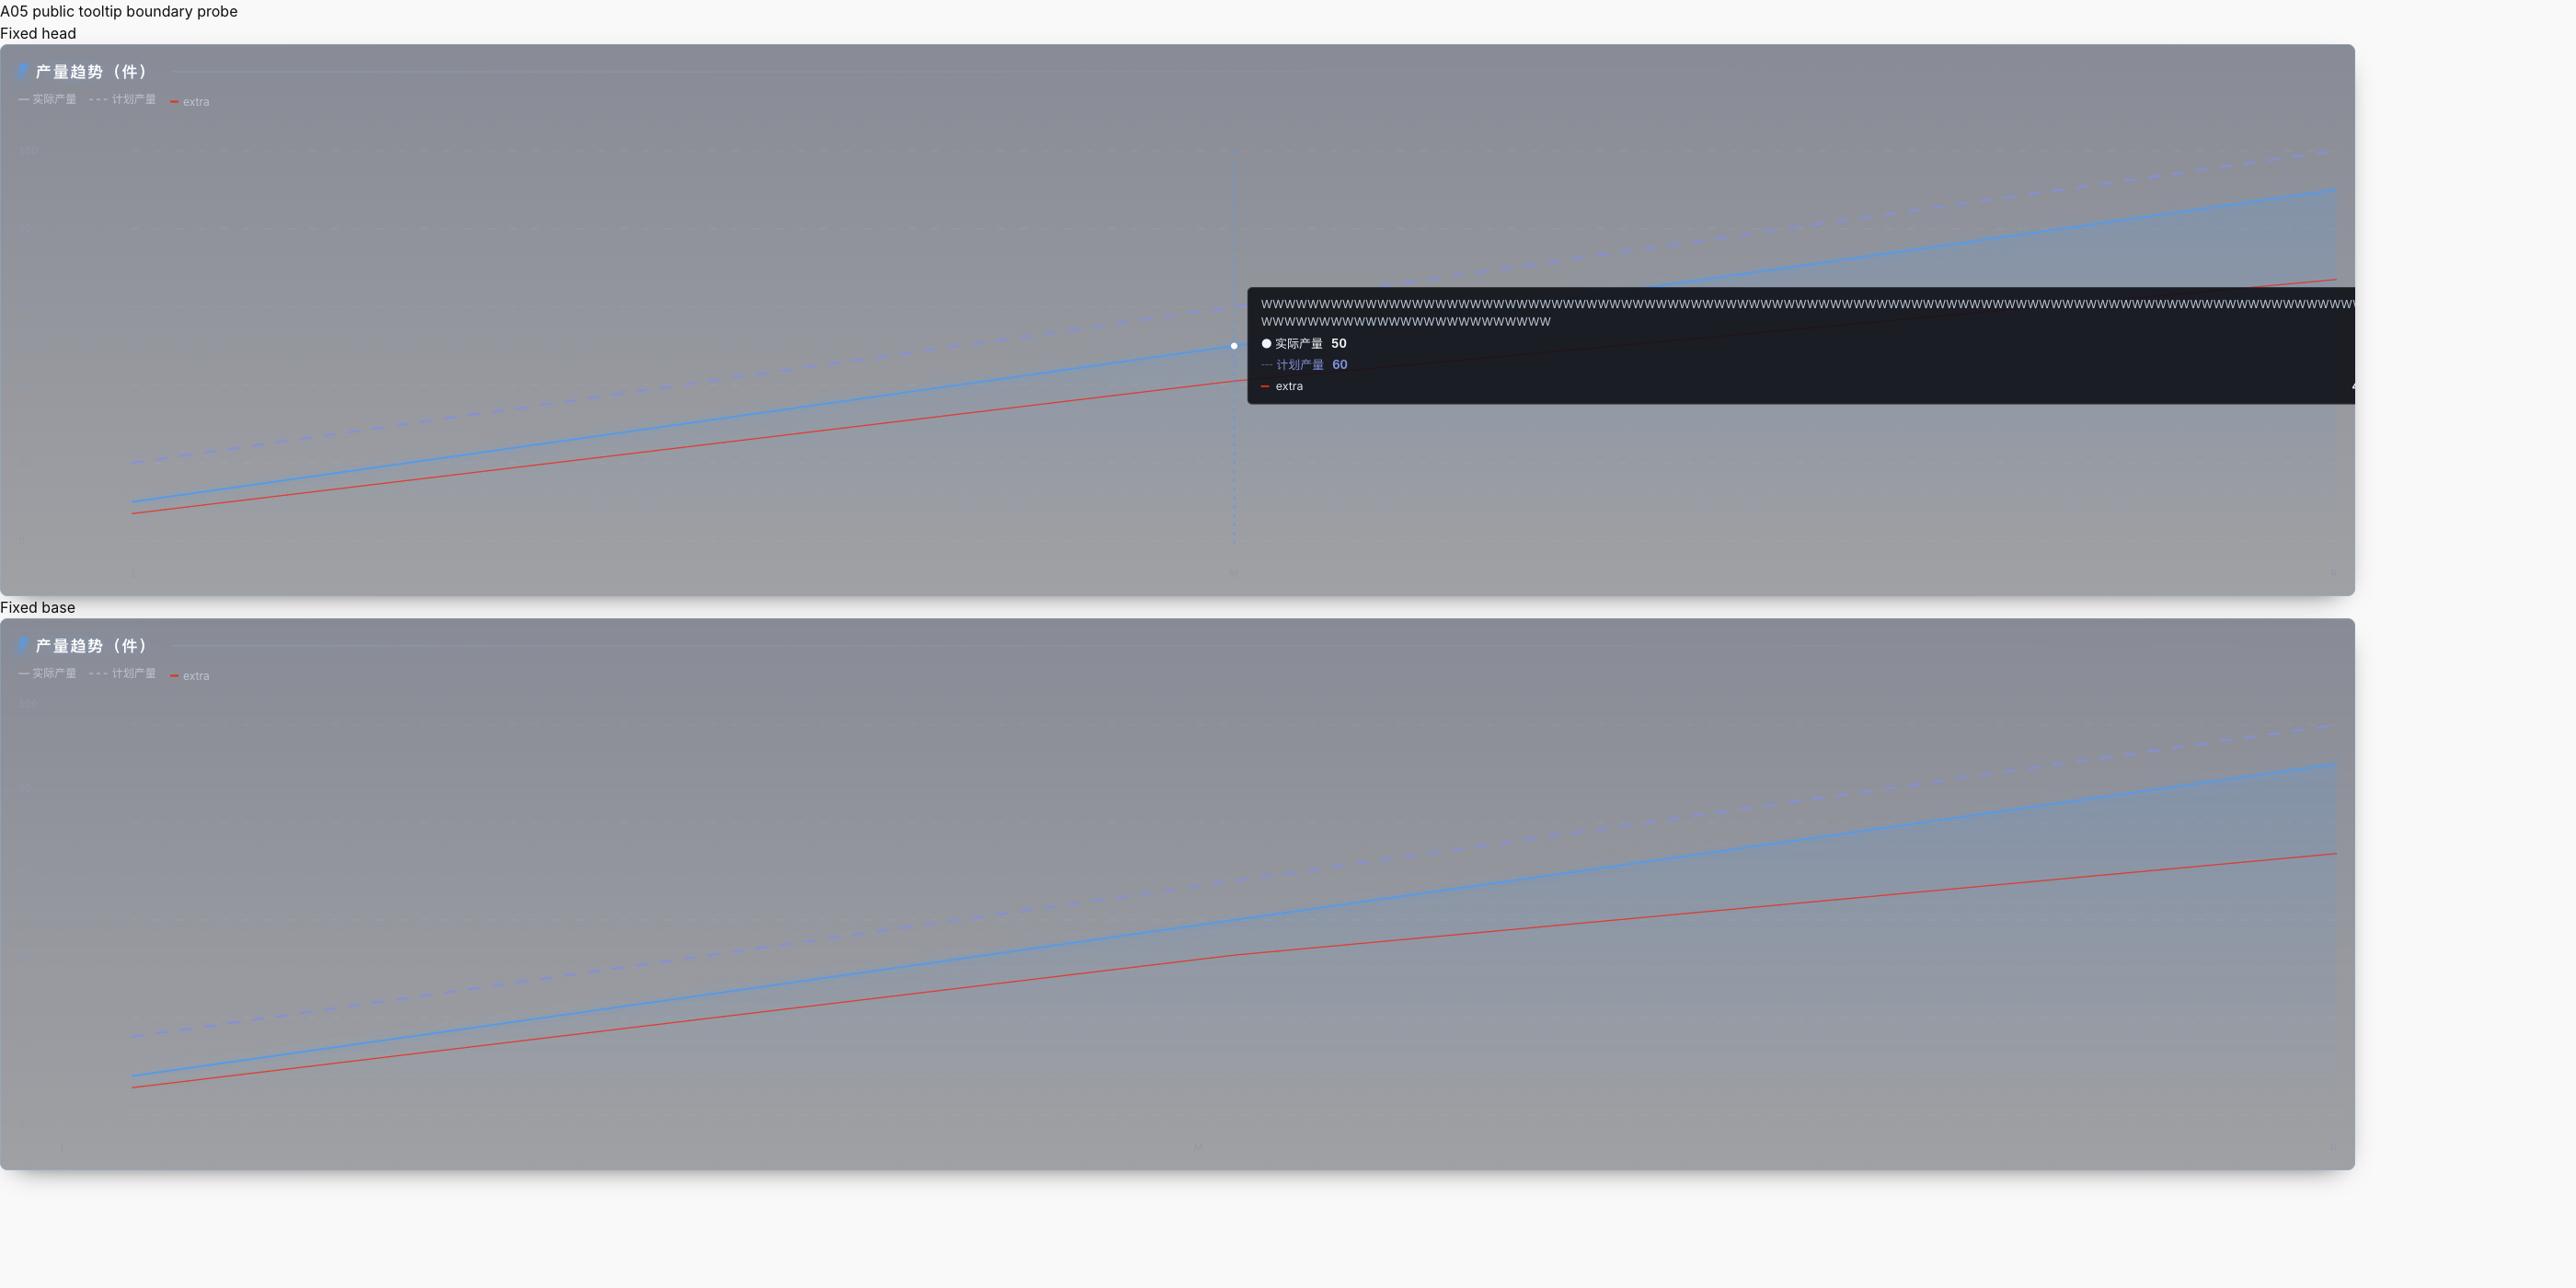 A05 public tooltip boundary probe
Fixed head
产量趋势（件）
实际产量 计划产量 extra
100
实际产量 50
计划产量 60
extra
M
Fixed base
产量趋势（件）
实际产量 计划产量 extra
100
M